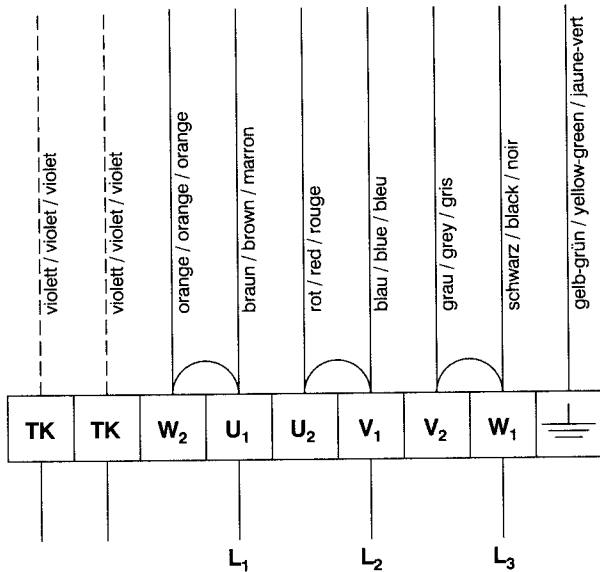 violett / violet / violet
violett / violet / violet
orange / orange / orange
braun / brown / marron
rot / red / rouge
blau / blue / bleu
grau / grey / gris
schwarz / black / noir
gelb-grün / yellow-green / jaune-vert
TK TK W₂ U₁ U₂ V₁ V₂ W₁
L₁ L₂ L₃